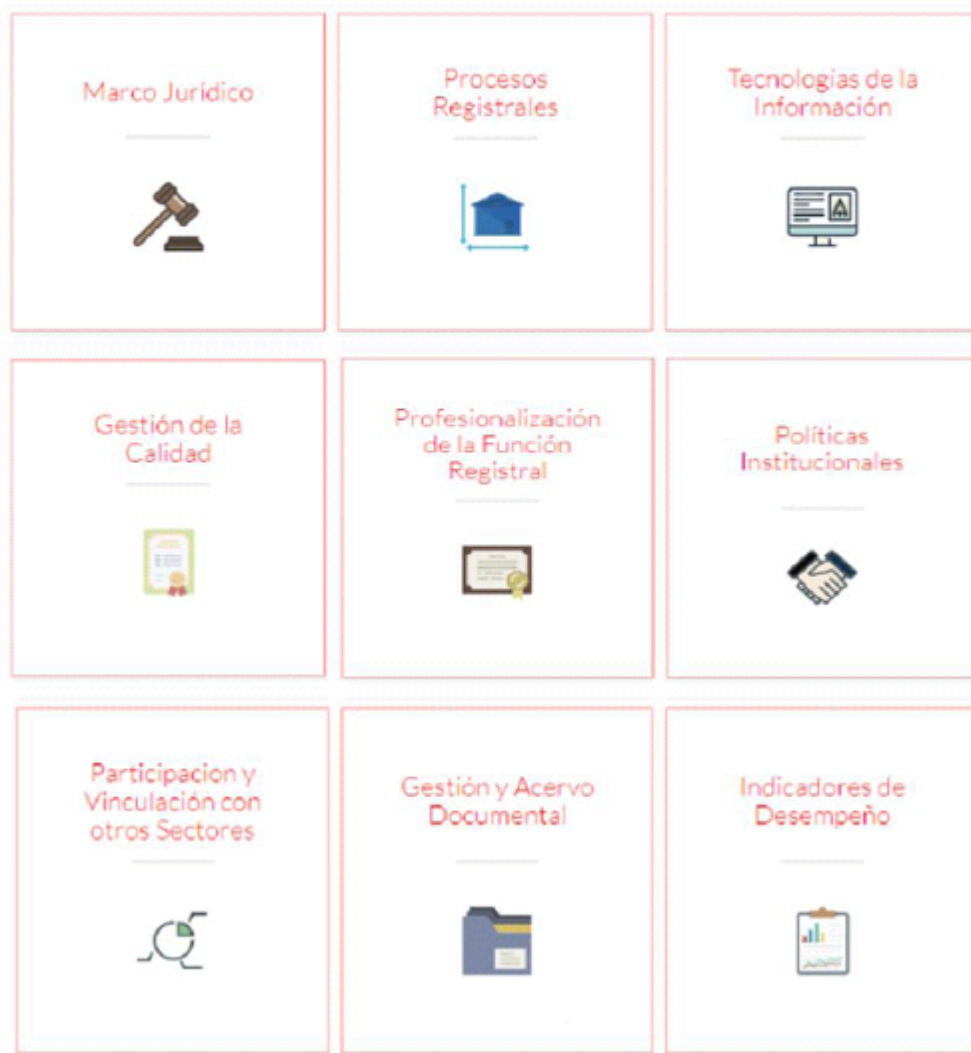 Marco Jurídico
Procesos
Registrales
Tecnologías de la
Información
Gestión de la
Calidad
Profesionalización
de la Función
Registral
Políticas
Institucionales
Participacion y
Vinculación con
otros Sectores
Gestión y Acervo
Documental
Indicadores de
Desempeño